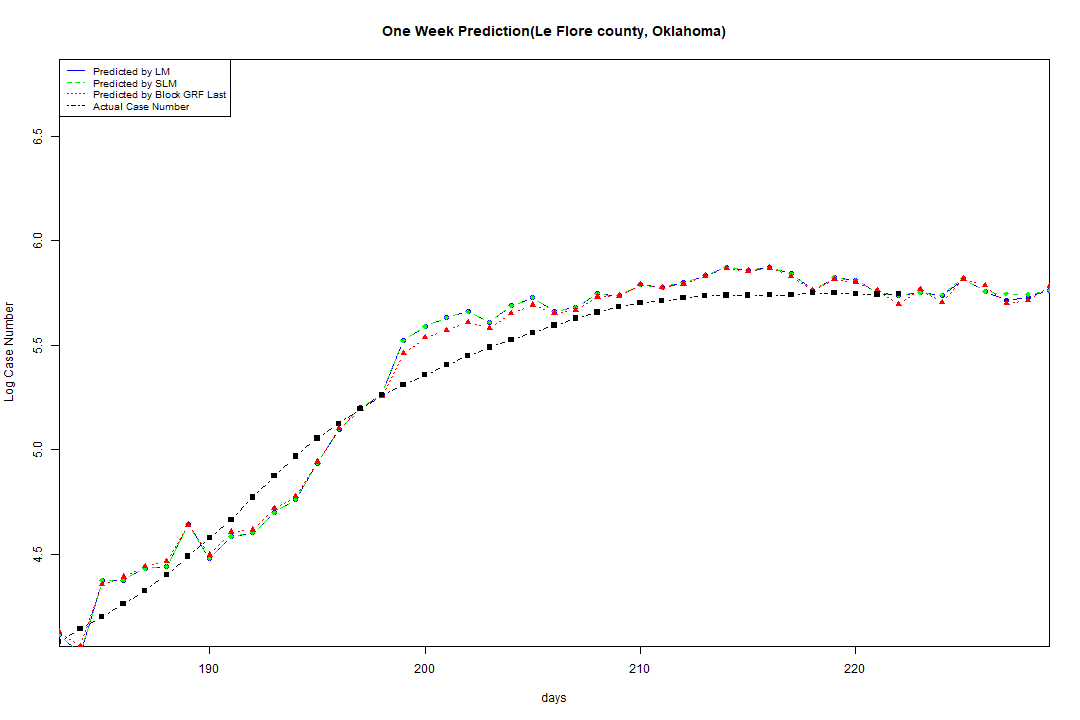 One Week Prediction(Le Flore county, Oklahoma)
Predicted by LM
Predicted by SLM
Predicted by Block GRF Last
Actual Case Number
6.5
6.0
5.5
5.0
4.5
Log Case Number
190 200 210 220
days